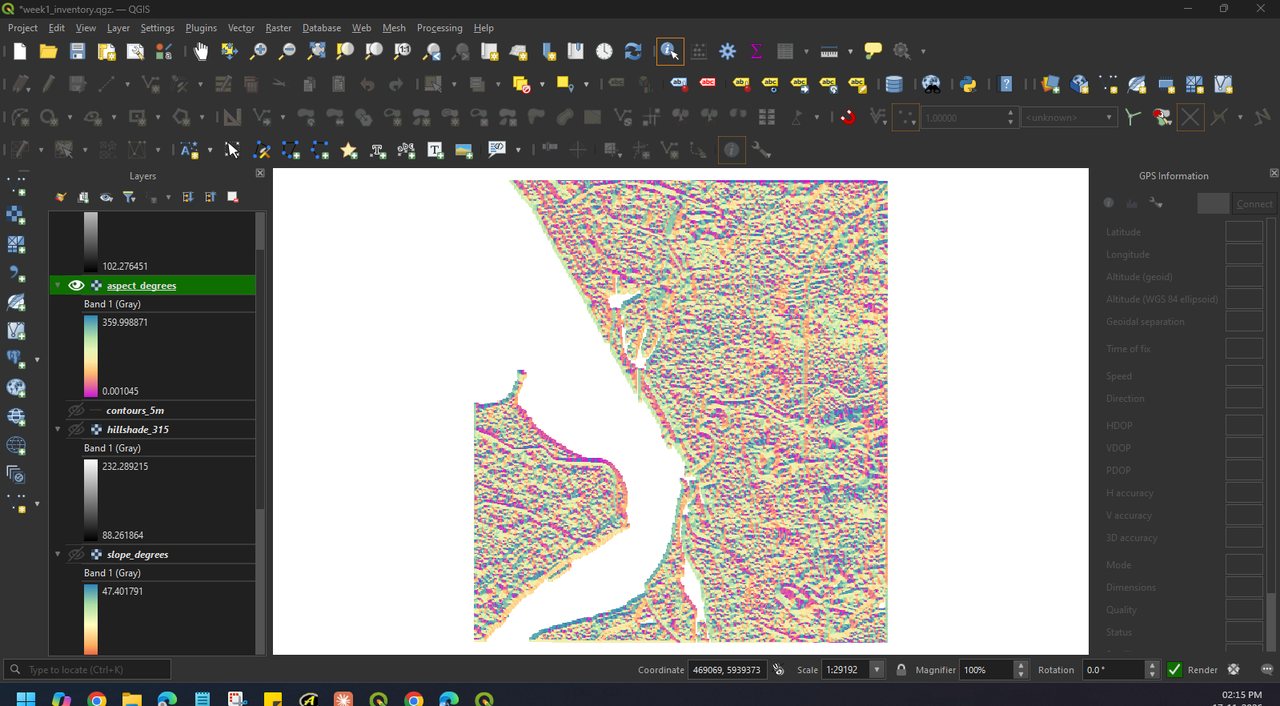 *week1_inventory.qgz. — QGIS
Project Edit View Layer Settings Plugins Vector Raster Database Web Mesh Processing Help
1.00000 <unknown>
Layers
102.276451
aspect_degrees
Band 1 (Gray)
359.998871
0.001045
contours_5m
hillshade_315
Band 1 (Gray)
232.289215
88.261864
slope_degrees
Band 1 (Gray)
47.401791
GPS Information
Connect
Latitude
Longitude
Altitude (geoid)
Altitude (WGS 84 ellipsoid)
Geoidal separation
Time of fix
Speed
Direction
HDOP
VDOP
PDOP
H accuracy
V accuracy
3D accuracy
Mode
Dimensions
Quality
Status
Type to locate (Ctrl+K) Coordinate 469069, 5939373 Scale 1:29192 Magnifier 100% Rotation 0.0 ° Render
02:15 PM